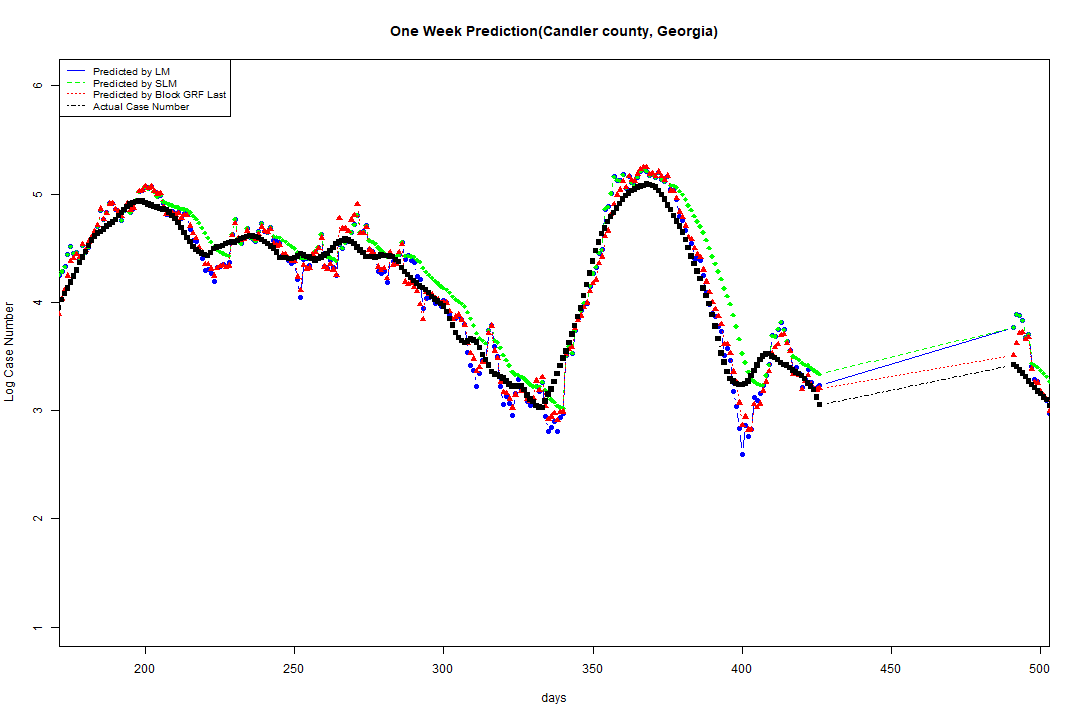 One Week Prediction(Candler county, Georgia)
Predicted by LM
Predicted by SLM
Predicted by Block GRF Last
Actual Case Number
Log Case Number
6
5
4
3
2
1
200 250 300 350 400 450 500
days